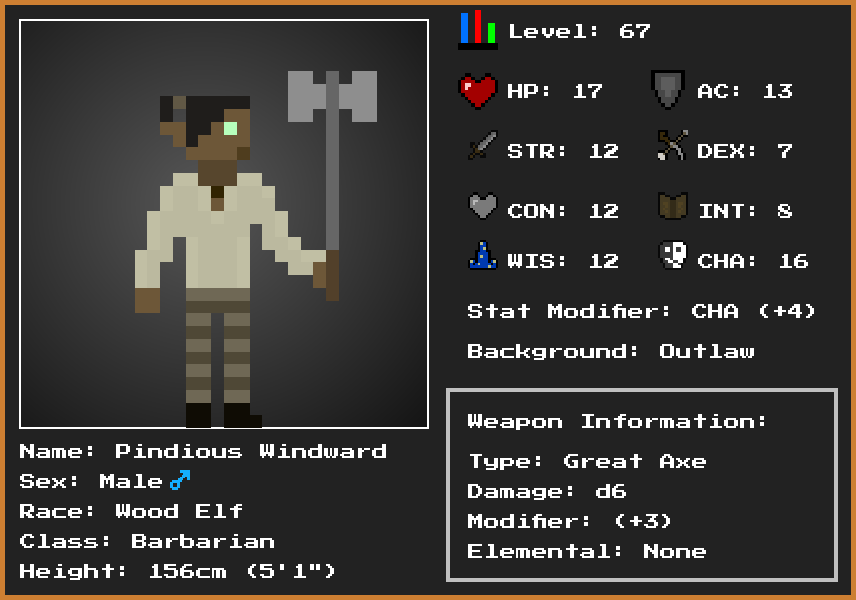 Level: 67
HP: 17 AC: 13
STR: 12 DEX: 7
CON: 12 INT: 8
WIS: 12 CHA: 16
Stat Modifier: CHA (+4)
Background: Outlaw
Weapon Information:
Type: Great Axe
Damage: d6
Modifier: (+3)
Elemental: None
Name: Pindious Windward
Sex: Male♂
Race: Wood Elf
Class: Barbarian
Height: 156cm (5'1")